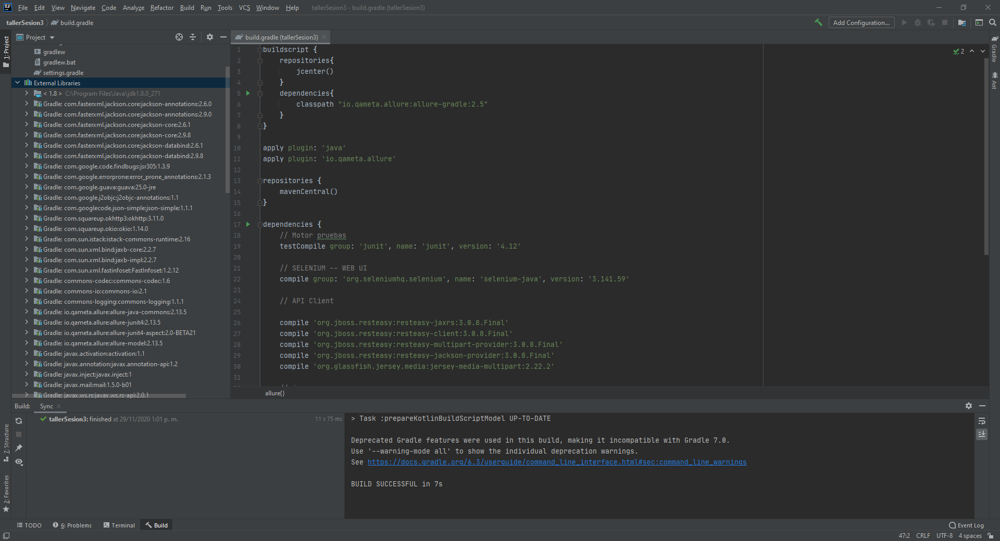 File Edit View Navigate Code Analyze Refactor Build Run Tools VCS Window Help tallerSesion3 - build.gradle (tallerSesion3)
tallerSesion3 build.gradle Add Configuration...
1: Project
7: Structure
2: Favorites
Project
gradlew
gradlew.bat
settings.gradle
External Libraries
< 1.8 > C:\Program Files\Java\jdk1.8.0_271
Gradle: com.fasterxml.jackson.core:jackson-annotations:2.6.0
Gradle: com.fasterxml.jackson.core:jackson-annotations:2.9.0
Gradle: com.fasterxml.jackson.core:jackson-core:2.6.1
Gradle: com.fasterxml.jackson.core:jackson-core:2.9.8
Gradle: com.fasterxml.jackson.core:jackson-databind:2.6.1
Gradle: com.fasterxml.jackson.core:jackson-databind:2.9.8
Gradle: com.google.code.findbugs:jsr305:1.3.9
Gradle: com.google.errorprone:error_prone_annotations:2.1.3
Gradle: com.google.guava:guava:25.0-jre
Gradle: com.google.j2objc:j2objc-annotations:1.1
Gradle: com.googlecode.json-simple:json-simple:1.1.1
Gradle: com.squareup.okhttp3:okhttp:3.11.0
Gradle: com.squareup.okio:okio:1.14.0
Gradle: com.sun.istack:istack-commons-runtime:2.16
Gradle: com.sun.xml.bind:jaxb-core:2.2.7
Gradle: com.sun.xml.bind:jaxb-impl:2.2.7
Gradle: com.sun.xml.fastinfoset:FastInfoset:1.2.12
Gradle: commons-codec:commons-codec:1.6
Gradle: commons-io:commons-io:2.1
Gradle: commons-logging:commons-logging:1.1.1
Gradle: io.qameta.allure:allure-java-commons:2.13.5
Gradle: io.qameta.allure:allure-junit4:2.13.5
Gradle: io.qameta.allure:allure-junit4-aspect:2.0-BETA21
Gradle: io.qameta.allure:allure-model:2.13.5
Gradle: javax.activation:activation:1.1
Gradle: javax.annotation:javax.annotation-api:1.2
Gradle: javax.inject:javax.inject:1
Gradle: javax.mail:mail:1.5.0-b01
Gradle: javax.ws.rs:javax.ws.rs-api:2.0.1
build.gradle (tallerSesion3)
1 buildscript {
2 repositories{
3 jcenter()
4 }
5 dependencies{
6 classpath "io.qameta.allure:allure-gradle:2.5"
7 }
8 }
9
10 apply plugin: 'java'
11 apply plugin: 'io.qameta.allure'
12
13 repositories {
14 mavenCentral()
15 }
16
17 dependencies {
18 // Motor pruebas
19 testCompile group: 'junit', name: 'junit', version: '4.12'
20
21 // SELENIUM -- WEB UI
22 compile group: 'org.seleniumhq.selenium', name: 'selenium-java', version: '3.141.59'
23
24 // API Client
25
26 compile 'org.jboss.resteasy:resteasy-jaxrs:3.0.8.Final'
27 compile 'org.jboss.resteasy:resteasy-client:3.0.8.Final'
28 compile 'org.jboss.resteasy:resteasy-multipart-provider:3.0.8.Final'
29 compile 'org.jboss.resteasy:resteasy-jackson-provider:3.0.8.Final'
30 compile 'org.glassfish.jersey.media:jersey-media-multipart:2.22.2'
31
allure{}
2
Gradle
Ant
Build: Sync
tallerSesion3: finished at 29/11/2020 1:01 p. m. 11 s 75 ms
> Task :prepareKotlinBuildScriptModel UP-TO-DATE
Deprecated Gradle features were used in this build, making it incompatible with Gradle 7.0.
Use '--warning-mode all' to show the individual deprecation warnings.
See https://docs.gradle.org/6.3/userguide/command_line_interface.html#sec:command_line_warnings
BUILD SUCCESSFUL in 7s
TODO 6: Problems Terminal Build Event Log
47:2 CRLF UTF-8 4 spaces